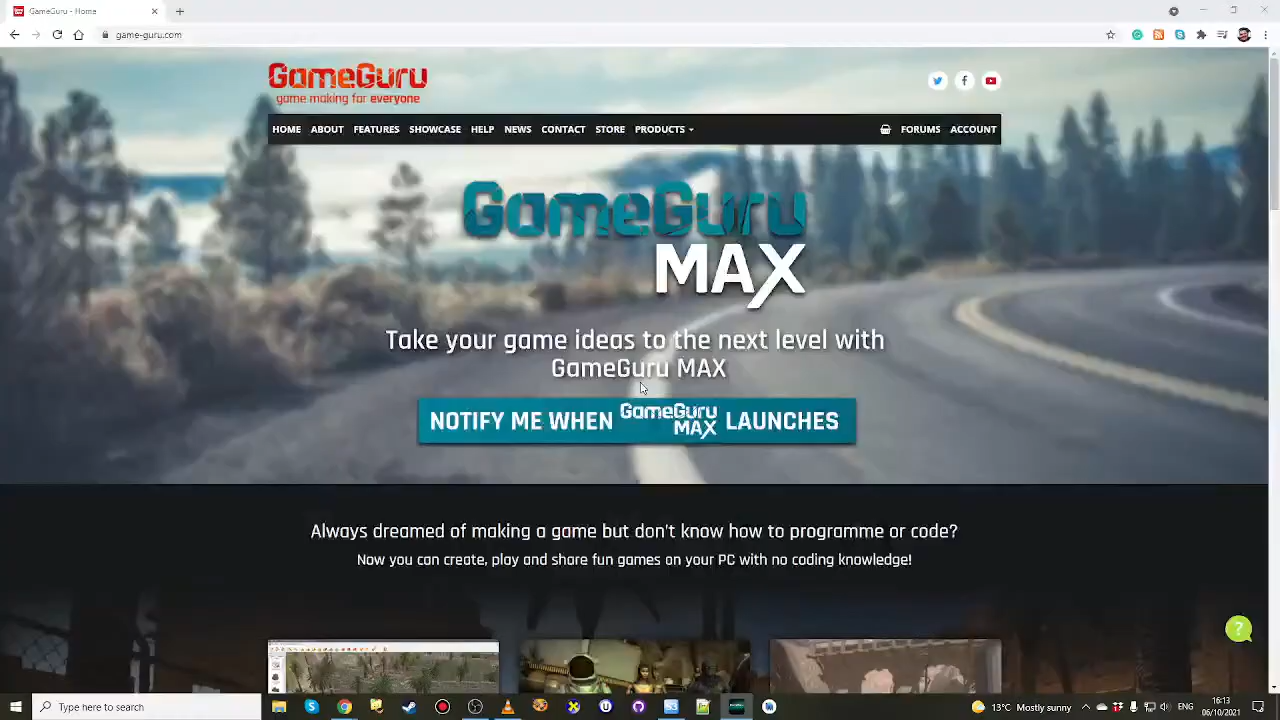 GameGuru - Home
game-guru.com
GameGuru
game making for everyone
HOME ABOUT FEATURES SHOWCASE HELP NEWS CONTACT STORE PRODUCTS FORUMS ACCOUNT
GameGuru
MAX
Take your game ideas to the next level with
GameGuru MAX
NOTIFY ME WHEN GameGuru MAX LAUNCHES
Always dreamed of making a game but don't know how to programme or code?
Now you can create, play and share fun games on your PC with no coding knowledge!
?
Type here to search
13°C Mostly sunny
ENG
16:13
06/10/2021